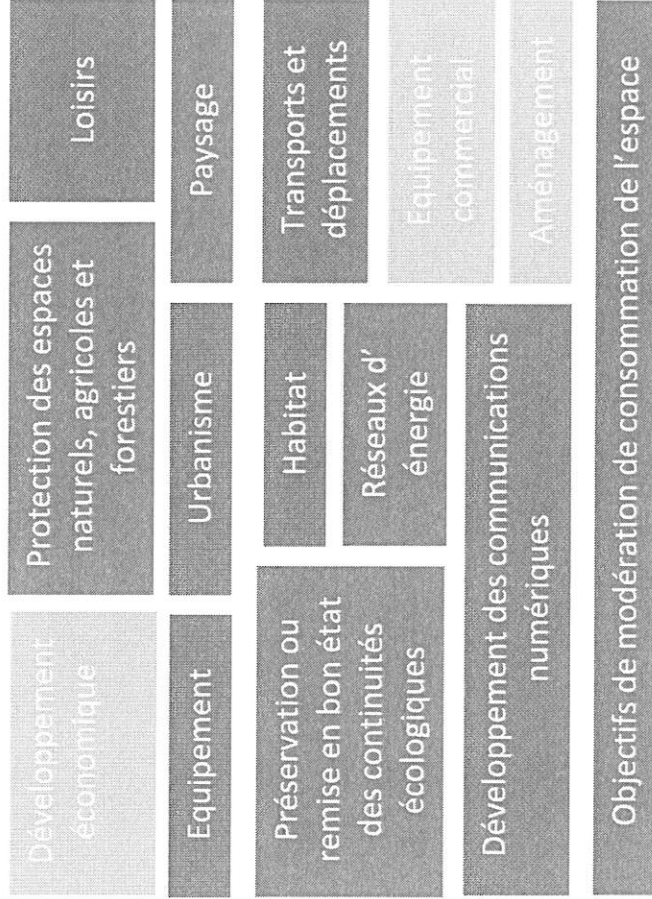 Développement
économique
Protection des espaces
naturels, agricoles et
forestiers
Loisirs
Equipement
Urbanisme
Paysage
Préservation ou
remise en bon état
des continuités
écologiques
Habitat
Réseaux d'
énergie
Transports et
déplacements
Equipement
commercial
Développement des communications
numériques
Aménagement
Objectifs de modération de consommation de l'espace